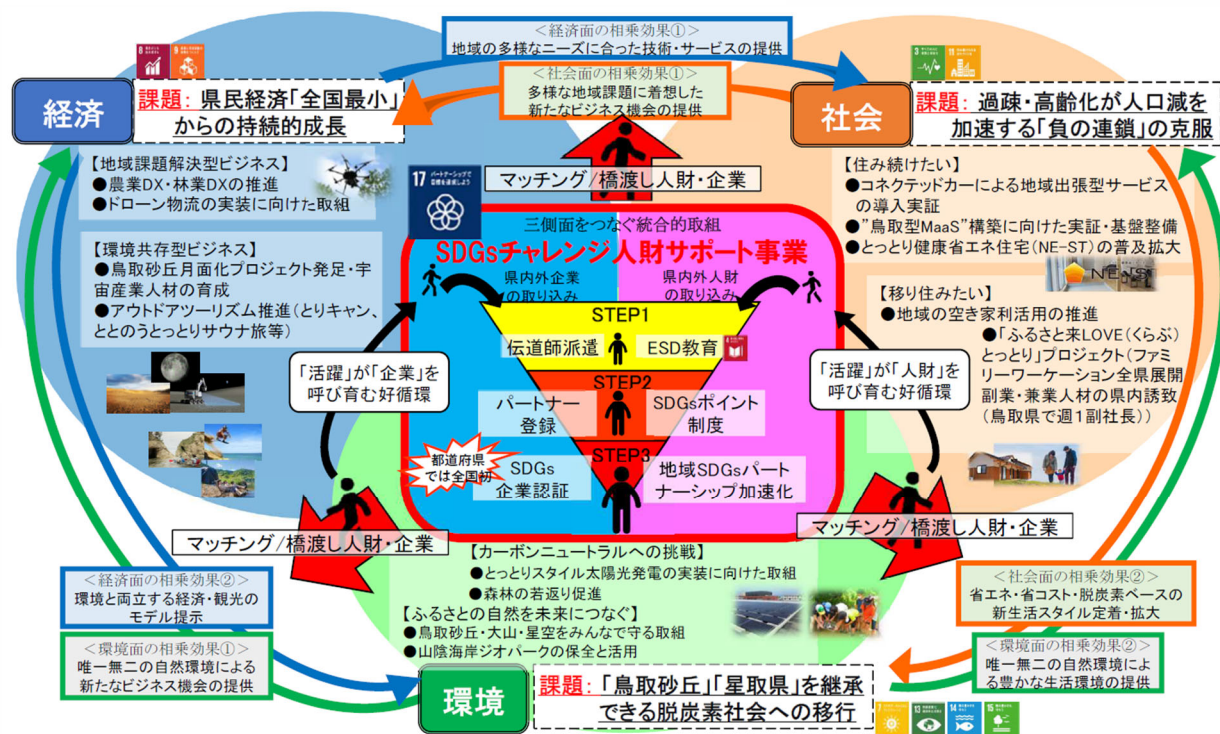 <経済面の相乗効果①>
地域の多様なニーズに合った技術・サービスの提供
<社会面の相乗効果①>
多様な地域課題に着想した
新たなビジネス機会の提供
8
9
3
11
経済
課題:県民経済「全国最小」
からの持続的成長
社会
課題:過疎・高齢化が人口減を
加速する「負の連鎖」の克服
【地域課題解決型ビジネス】
●農業DX・林業DXの推進
●ドローン物流の実装に向けた取組
【環境共存型ビジネス】
●鳥取砂丘月面化プロジェクト発足・宇
宙産業人材の育成
●アウトドアツーリズム推進(とりキャン、
ととのうとっとりサウナ旅等)
17 パートナーシップで
目標を達成しよう
マッチング/橋渡し人財・企業
三側面をつなぐ統合的取組
SDGsチャレンジ人財サポート事業
県内外企業
の取り込み
県内外人財
の取り込み
STEP1
伝道師派遣
ESD教育
4
STEP2
パートナー
登録
SDGsポイント
制度
STEP3
都道府県
では全国初
SDGs
企業認証
地域SDGsパート
ナーシップ加速化
【住み続けたい】
●コネクテッドカーによる地域出張型サービス
の導入実証
●”鳥取型MaaS”構築に向けた実証・基盤整備
●とっとり健康省エネ住宅(NE-ST)の普及拡大
【移り住みたい】
●地域の空き家利活用の推進
●「ふるさと来LOVE(くらぶ)
とっとり」プロジェクト(ファミ
リーワーケーション全県展開
副業・兼業人材の県内誘致
(鳥取県で週1副社長))
「活躍」が「企業」を
呼び育む好循環
「活躍」が「人財」を
呼び育む好循環
マッチング/橋渡し人財・企業
マッチング/橋渡し人財・企業
【カーボンニュートラルへの挑戦】
●とっとりスタイル太陽光発電の実装に向けた取組
●森林の若返り促進
【ふるさとの自然を未来につなぐ】
●鳥取砂丘・大山・星空をみんなで守る取組
●山陰海岸ジオパークの保全と活用
<経済面の相乗効果②>
環境と両立する経済・観光の
モデル提示
<環境面の相乗効果①>
唯一無二の自然環境による
新たなビジネス機会の提供
<社会面の相乗効果②>
省エネ・省コスト・脱炭素ベースの
新生活スタイル定着・拡大
<環境面の相乗効果②>
唯一無二の自然環境によ
る豊かな生活環境の提供
環境
課題:「鳥取砂丘」「星取県」を継承
できる脱炭素社会への移行
7
13
14
15